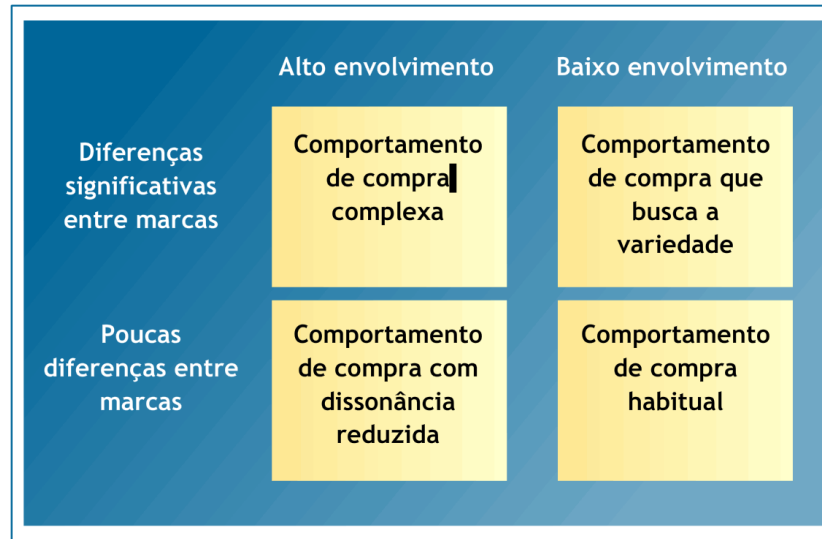 Alto envolvimento
Baixo envolvimento
Diferenças
significativas
entre marcas
Comportamento
de compra
complexa
Comportamento
de compra que
busca a
variedade
Poucas
diferenças entre
marcas
Comportamento
de compra com
dissonância
reduzida
Comportamento
de compra
habitual